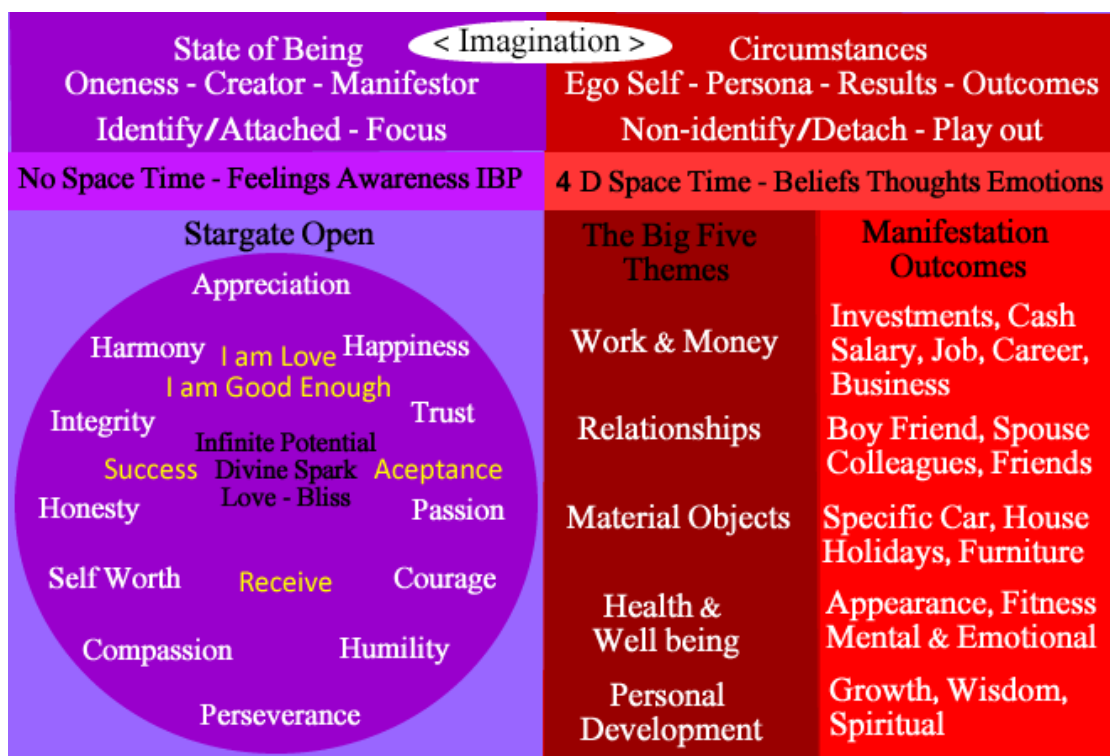 < Imagination >
State of Being
Oneness - Creator - Manifestor
Identify/Attached - Focus
Circumstances
Ego Self - Persona - Results - Outcomes
Non-identify/Detach - Play out
No Space Time - Feelings Awareness IBP
4 D Space Time - Beliefs Thoughts Emotions
Stargate Open
Appreciation
Harmony
I am Love
Happiness
I am Good Enough
Integrity
Trust
Infinite Potential
Success
Divine Spark
Aceptance
Love - Bliss
Honesty
Passion
Self Worth
Receive
Courage
Compassion
Humility
Perseverance
The Big Five
Themes
Manifestation
Outcomes
Work & Money
Investments, Cash
Salary, Job, Career,
Business
Relationships
Boy Friend, Spouse
Colleagues, Friends
Material Objects
Specific Car, House
Holidays, Furniture
Health &
Well being
Appearance, Fitness
Mental & Emotional
Personal
Development
Growth, Wisdom,
Spiritual